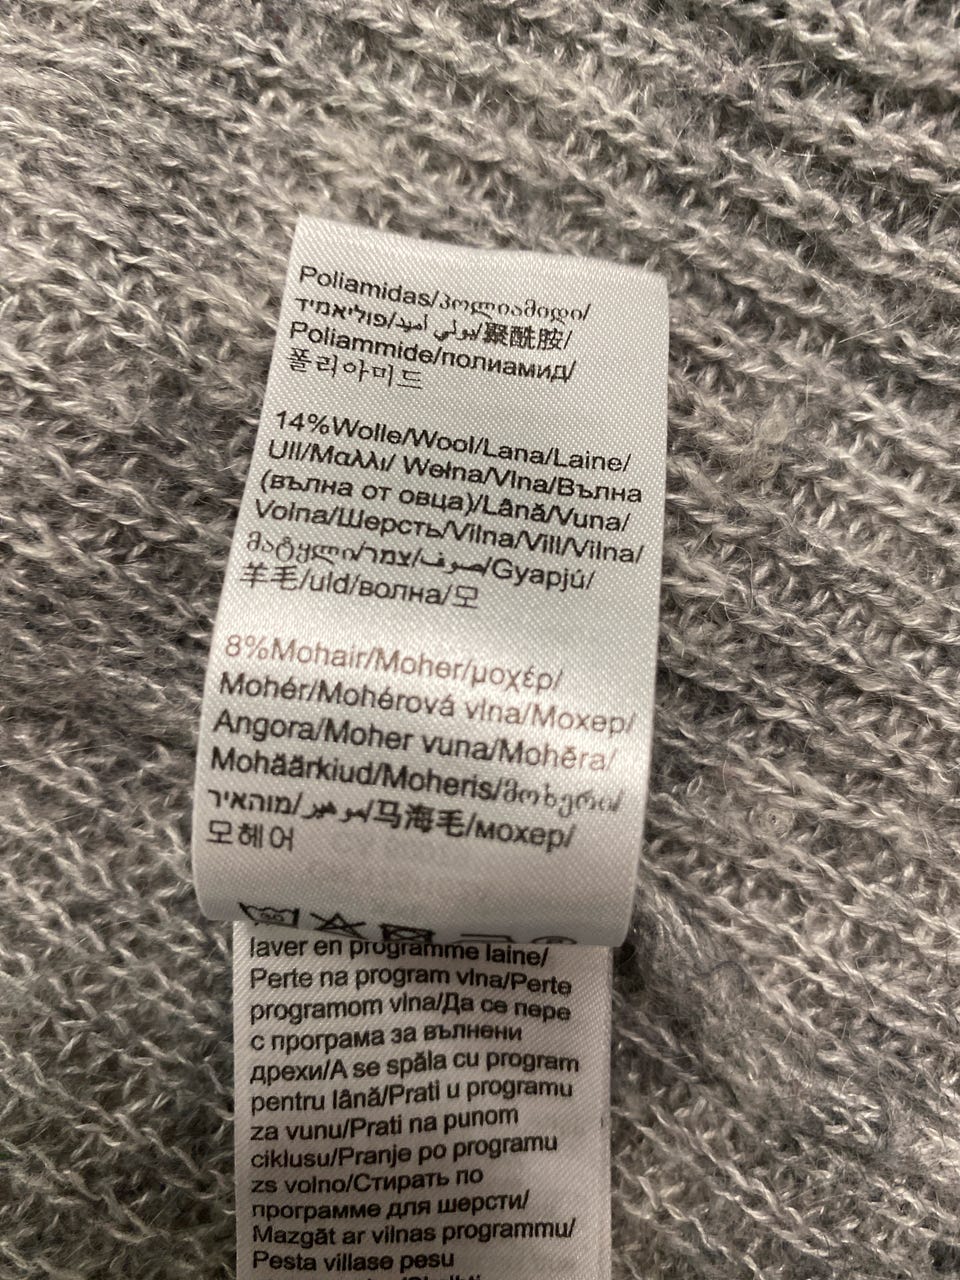 Poliamidas/პოლიამიდი/
פוליאמיד/بولي أميد/聚酰胺/
Poliammide/полиамид/
폴리아미드
14%Wolle/Wool/Lana/Laine/
Ull/Μαλλι/ Wełna/Vlna/Вълна
(вълна от овца)/Lână/Vuna/
Volna/Шерсть/Vilna/Vill/Vilna/
მატყლი/צמר/صوف/Gyapjú/
羊毛/uld/волна/모
8%Mohair/Moher/μοχέρ/
Mohér/Mohérová vlna/Мохер/
Angora/Moher vuna/Mohēra/
Mohäärkiud/Moheris/მოხერი/
מוהאיר/موهير/马海毛/мохер/
모헤어
laver en programme laine/
Perte na program vlna/Perte
programom vlna/Да се пере
с програма за вълнени
дрехи/A se spăla cu program
pentru lână/Prati u programu
za vunu/Prati na punom
ciklusu/Pranje po programu
zs volno/Стирать по
программе для шерсти/
Mazgāt ar vilnas programmu/
Pesta villase pesu